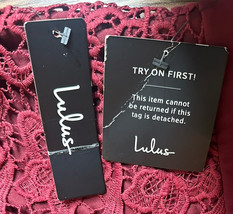 Lulus
TRY ON FIRST!
This item cannot
be returned if this
tag is detached.
Lulus